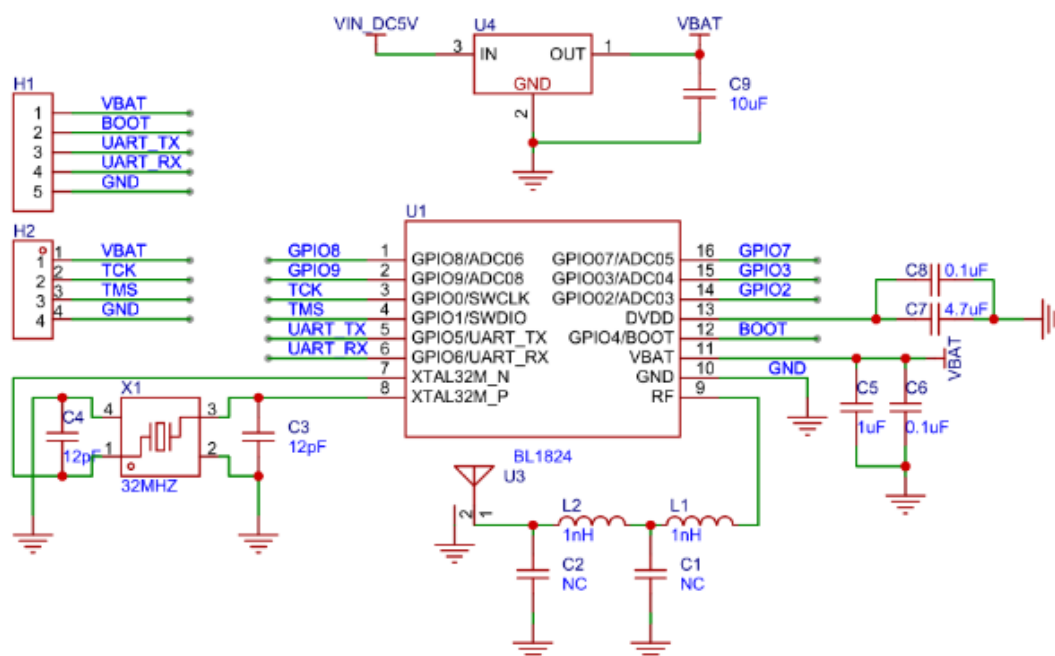 VIN_DC5V
U4
VBAT
3 IN OUT 1
GND
2
C9
10uF
H1
1 VBAT
2 BOOT
3 UART_TX
4 UART_RX
5 GND
H2
1 1 VBAT
2 2 TCK
3 3 TMS
4 4 GND
U1
GPIO8 1 GPIO8/ADC06 GPIO07/ADC05 16 GPIO7
GPIO9 2 GPIO9/ADC08 GPIO03/ADC04 15 GPIO3
TCK 3 GPIO0/SWCLK GPIO02/ADC03 14 GPIO2
TMS 4 GPIO1/SWDIO DVDD 13
UART_TX 5 GPIO5/UART_TX GPIO4/BOOT 12 BOOT
UART_RX 6 GPIO6/UART_RX VBAT 11
7 XTAL32M_N GND 10 GND
8 XTAL32M_P RF 9
BL1824
C8 0.1uF
C7 4.7uF
VBAT
C5
1uF
C6
0.1uF
X1
4 3
1 2
32MHZ
C4
12pF
C3
12pF
U3
2 1
L2
1nH
L1
1nH
C2
NC
C1
NC